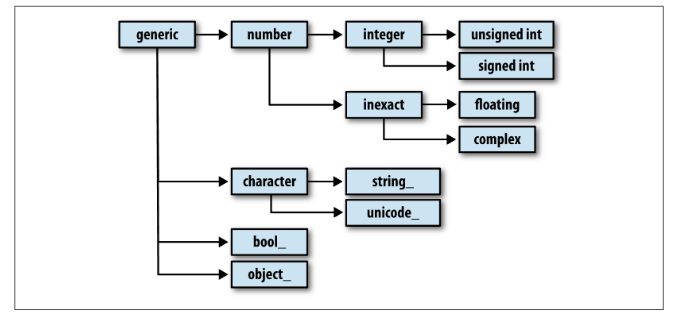 generic
number
integer
unsigned int
signed int
inexact
floating
complex
character
string_
unicode_
bool_
object_